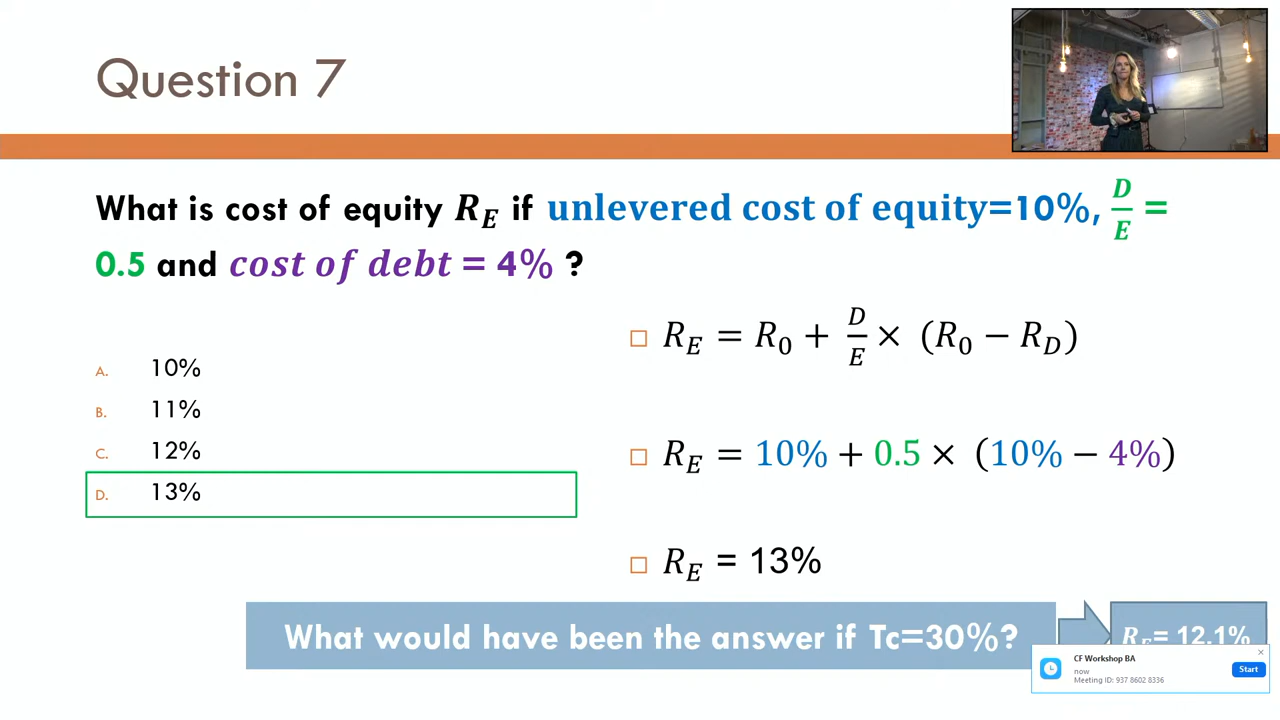 Question 7
What is cost of equity R_E if unlevered cost of equity=10%, D/E =
0.5 and cost of debt = 4% ?
A. 10%
B. 11%
C. 12%
D. 13%
R_E = R_0 + D/E × (R_0 − R_D)
R_E = 10% + 0.5 × (10% − 4%)
R_E = 13%
What would have been the answer if Tc=30%?
R_E= 12.1%
CF Workshop BA
now
Meeting ID: 937 8602 8336
Start